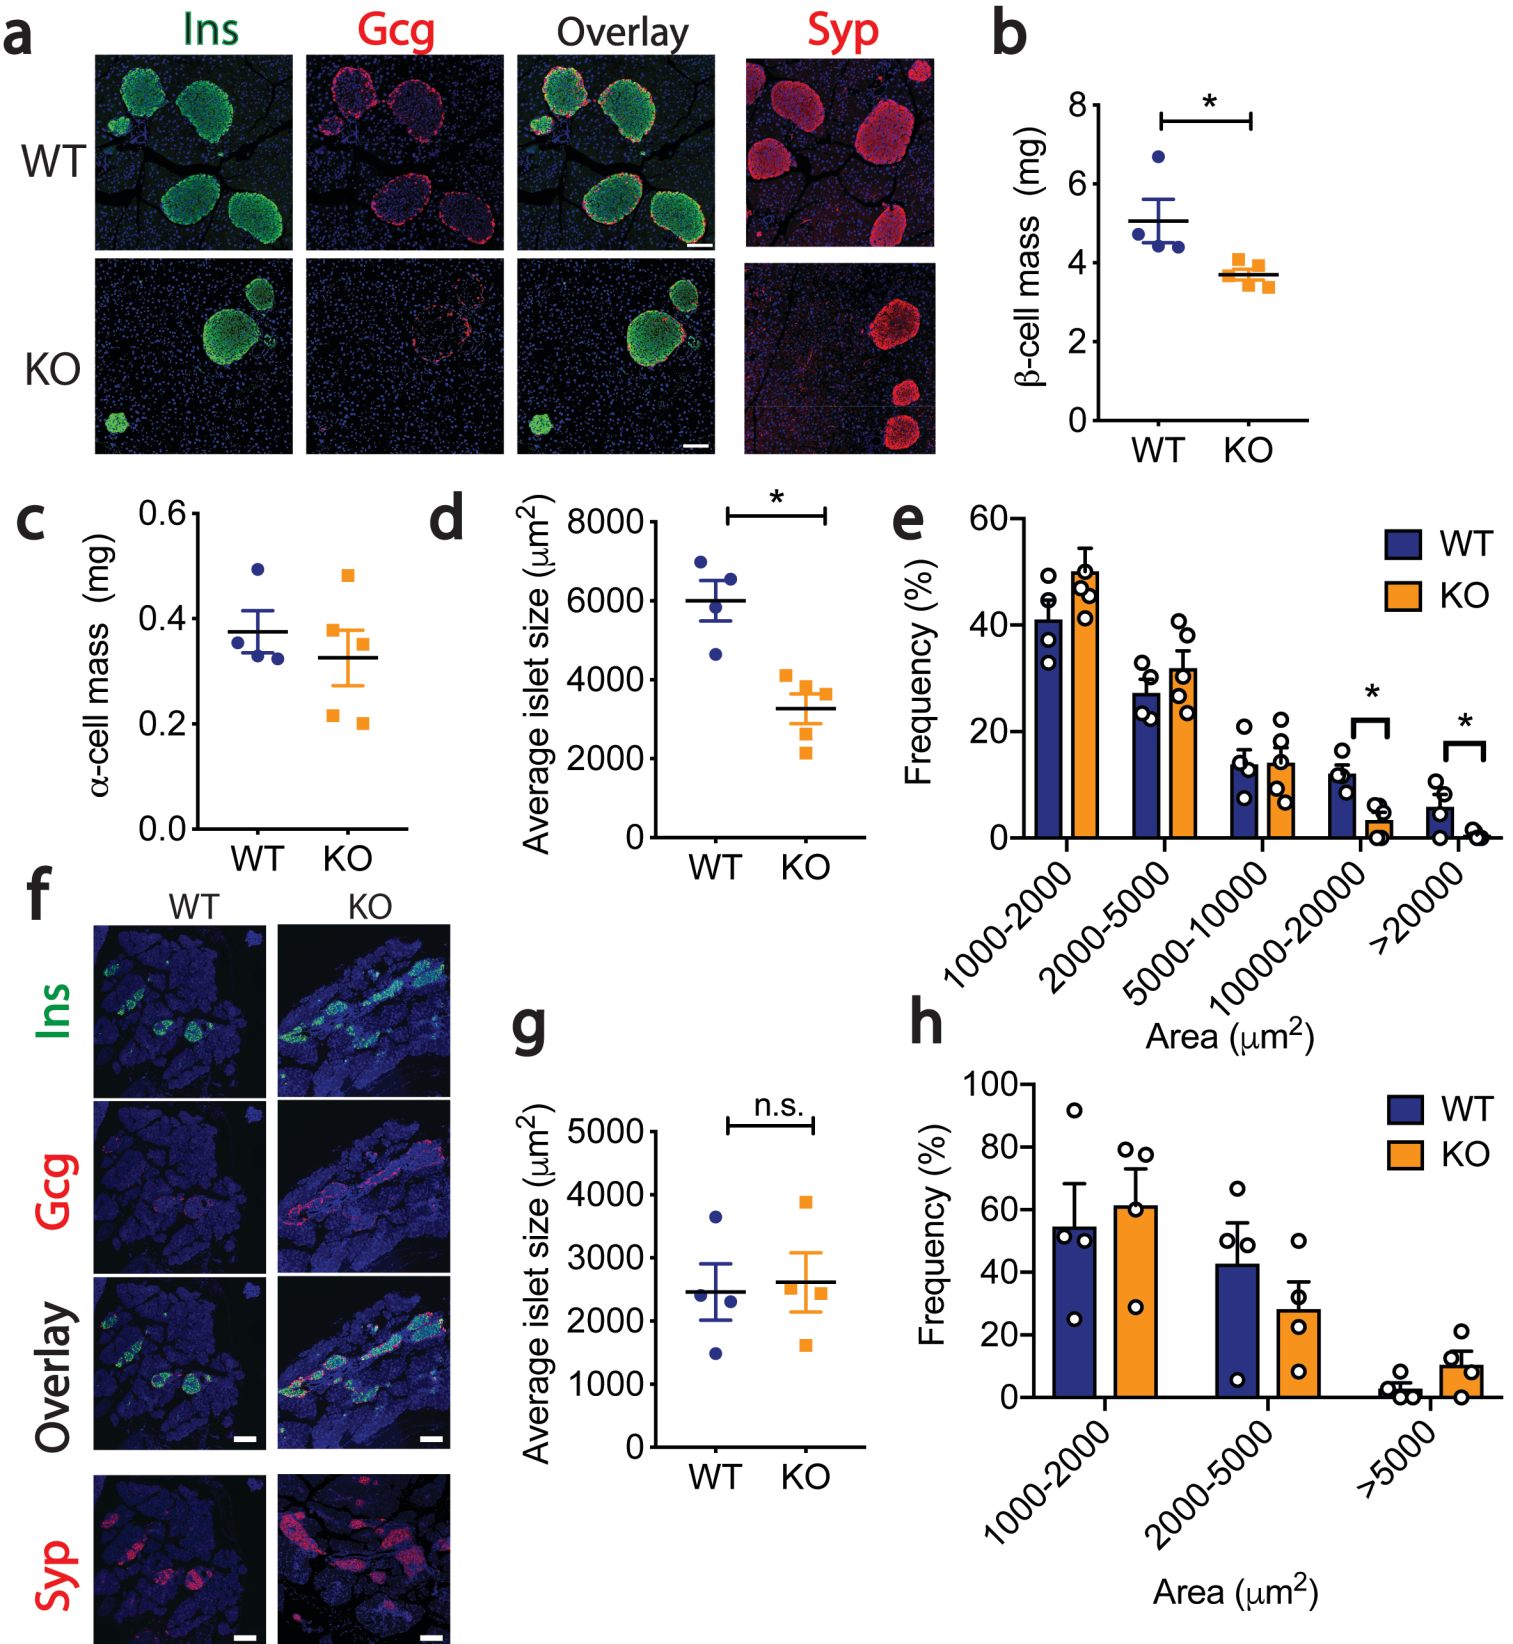 a
Ins
Gcg
Overlay
Syp
WT
KO
b
β-cell mass (mg)
8
6
4
2
0
*
WT
KO
c
α-cell mass (mg)
0.6
0.4
0.2
0.0
WT
KO
d
Average islet size (μm²)
8000
6000
4000
2000
0
*
WT
KO
e
Frequency (%)
60
40
20
0
WT
KO
*
*
1000-2000
2000-5000
5000-10000
10000-20000
>20000
Area (μm²)
f
WT
KO
Ins
Gcg
Overlay
Syp
g
Average islet size (μm²)
5000
4000
3000
2000
1000
0
n.s.
WT
KO
h
Frequency (%)
100
80
60
40
20
0
WT
KO
1000-2000
2000-5000
>5000
Area (μm²)